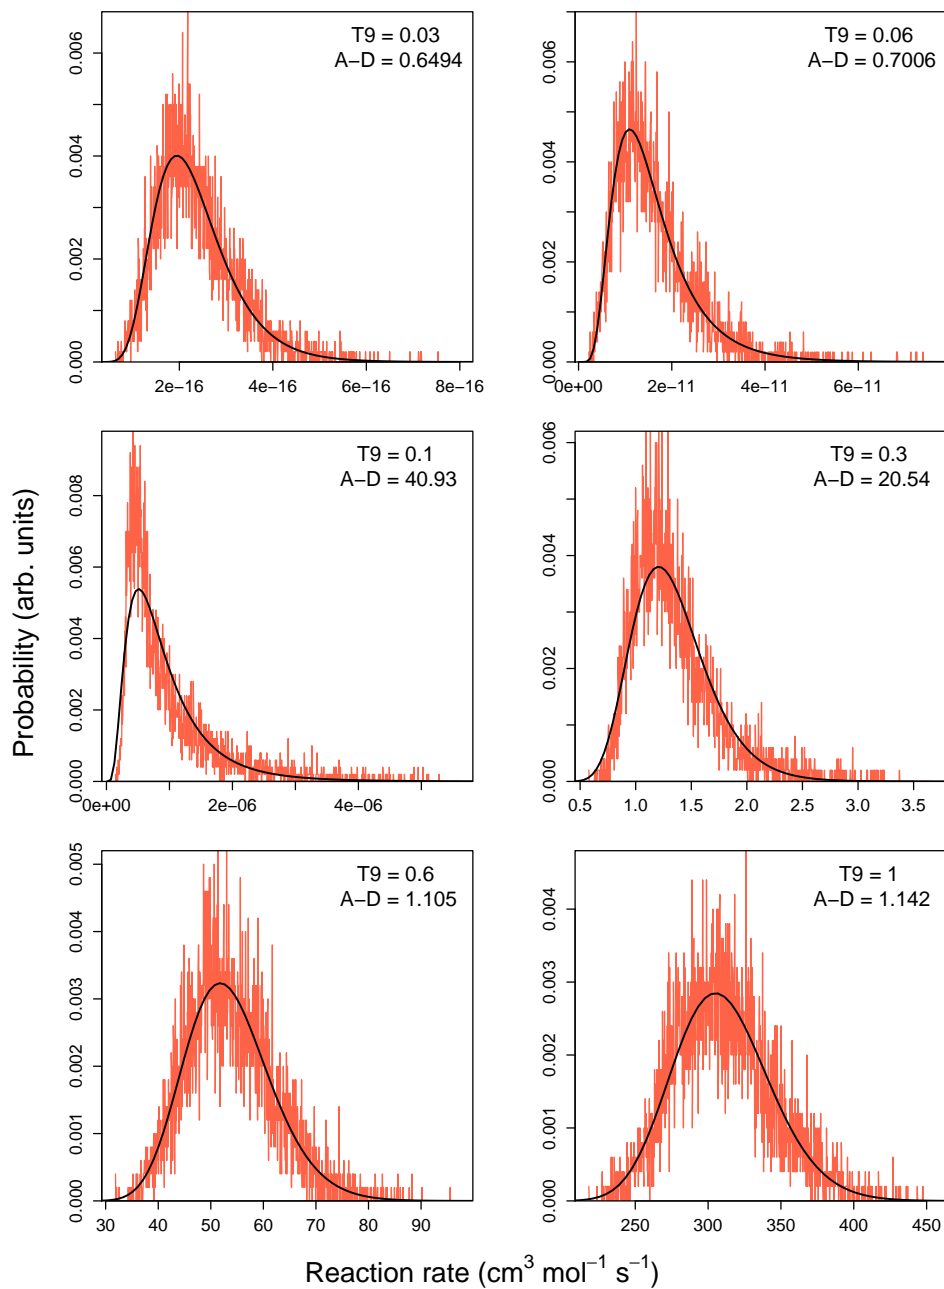 T9 = 0.03
A−D = 0.6494
0.000
0.002
0.004
0.006
2e−16
4e−16
6e−16
8e−16
T9 = 0.06
A−D = 0.7006
0.000
0.002
0.004
0.006
0e+00
2e−11
4e−11
6e−11
T9 = 0.1
A−D = 40.93
0.000
0.002
0.004
0.006
0.008
0e+00
2e−06
4e−06
T9 = 0.3
A−D = 20.54
0.000
0.002
0.004
0.006
0.5
1.0
1.5
2.0
2.5
3.0
3.5
T9 = 0.6
A−D = 1.105
0.000
0.001
0.002
0.003
0.004
0.005
30
40
50
60
70
80
90
T9 = 1
A−D = 1.142
0.000
0.001
0.002
0.003
0.004
250
300
350
400
450
Probability (arb. units)
Reaction rate (cm³ mol⁻¹ s⁻¹)